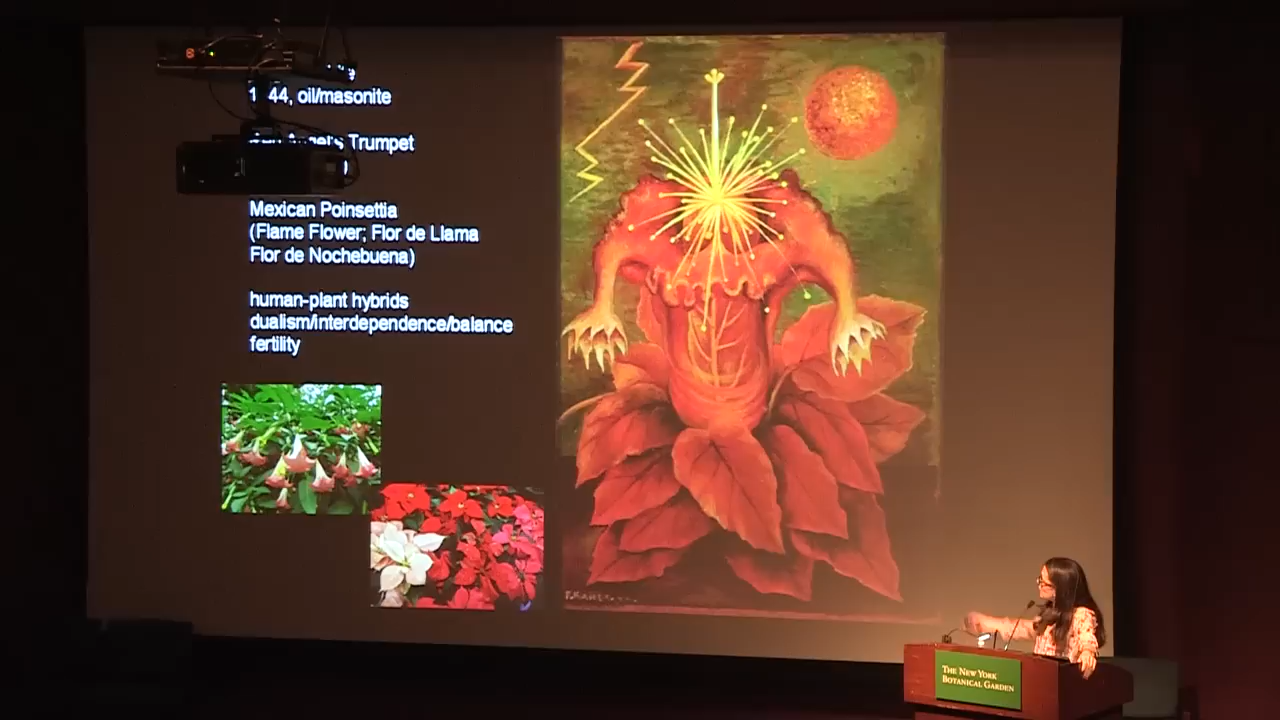 44, oil/masonite
Trumpet
Mexican Poinsettia
(Flame Flower; Flor de Llama
Flor de Nochebuena)
human-plant hybrids
dualism/interdependence/balance
fertility
THE NEW YORK
BOTANICAL GARDEN